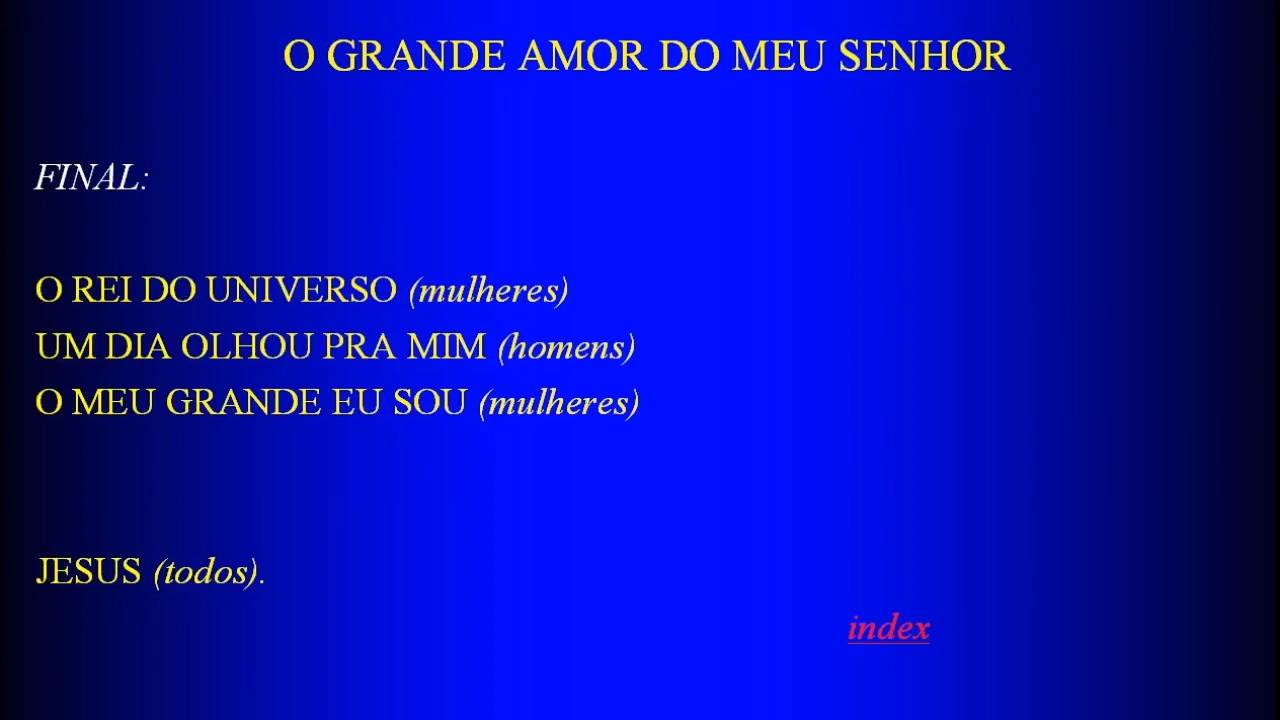 O GRANDE AMOR DO MEU SENHOR
FINAL:
O REI DO UNIVERSO (mulheres)
UM DIA OLHOU PRA MIM (homens)
O MEU GRANDE EU SOU (mulheres)
JESUS (todos).
index